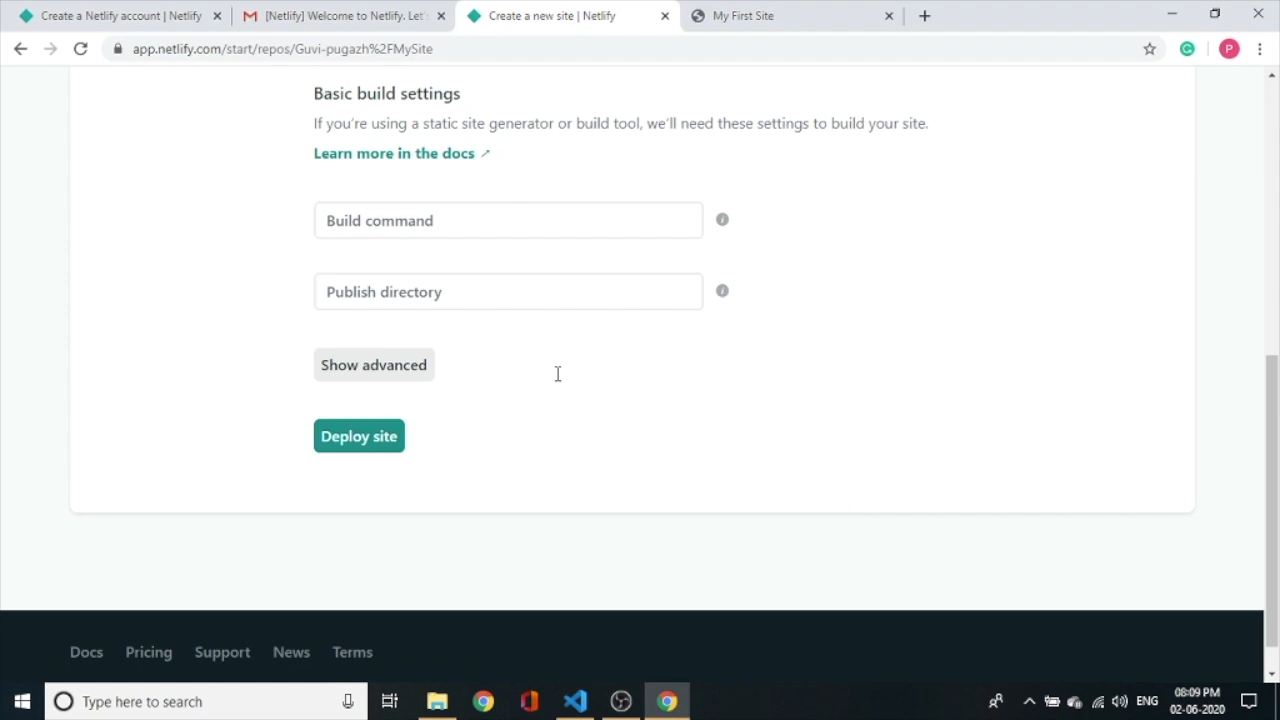 Create a Netlify account | Netlify
[Netlify] Welcome to Netlify. Let'
Create a new site | Netlify
My First Site
app.netlify.com/start/repos/Guvi-pugazh%2FMySite
P
Basic build settings
If you're using a static site generator or build tool, we'll need these settings to build your site.
Learn more in the docs
Build command
Publish directory
Show advanced
Deploy site
Docs Pricing Support News Terms
Type here to search
ENG
08:09 PM
02-06-2020